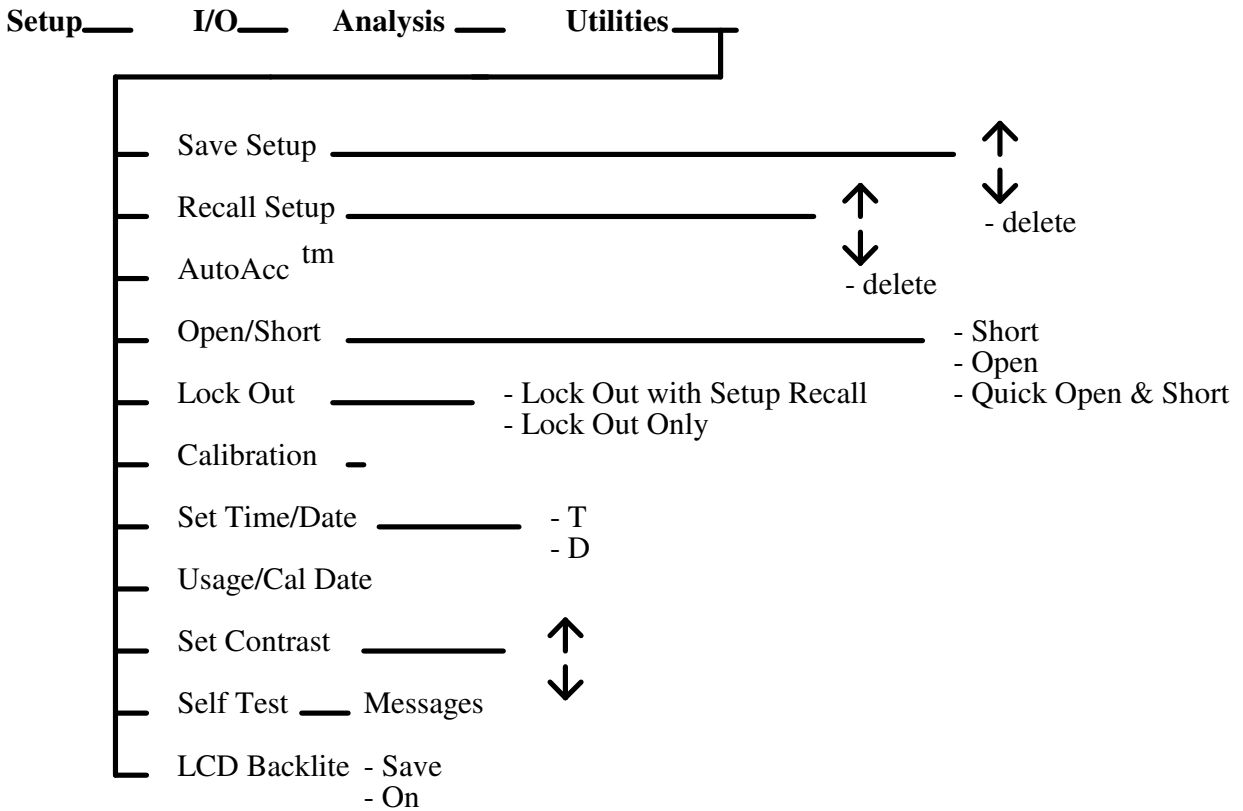 Setup I/O Analysis Utilities
Save Setup
- delete
Recall Setup
- delete
AutoAcc tm
Open/Short - Short
- Open
- Quick Open & Short
Lock Out - Lock Out with Setup Recall
- Lock Out Only
Calibration
Set Time/Date - T
- D
Usage/Cal Date
Set Contrast
Self Test Messages
LCD Backlite - Save
- On